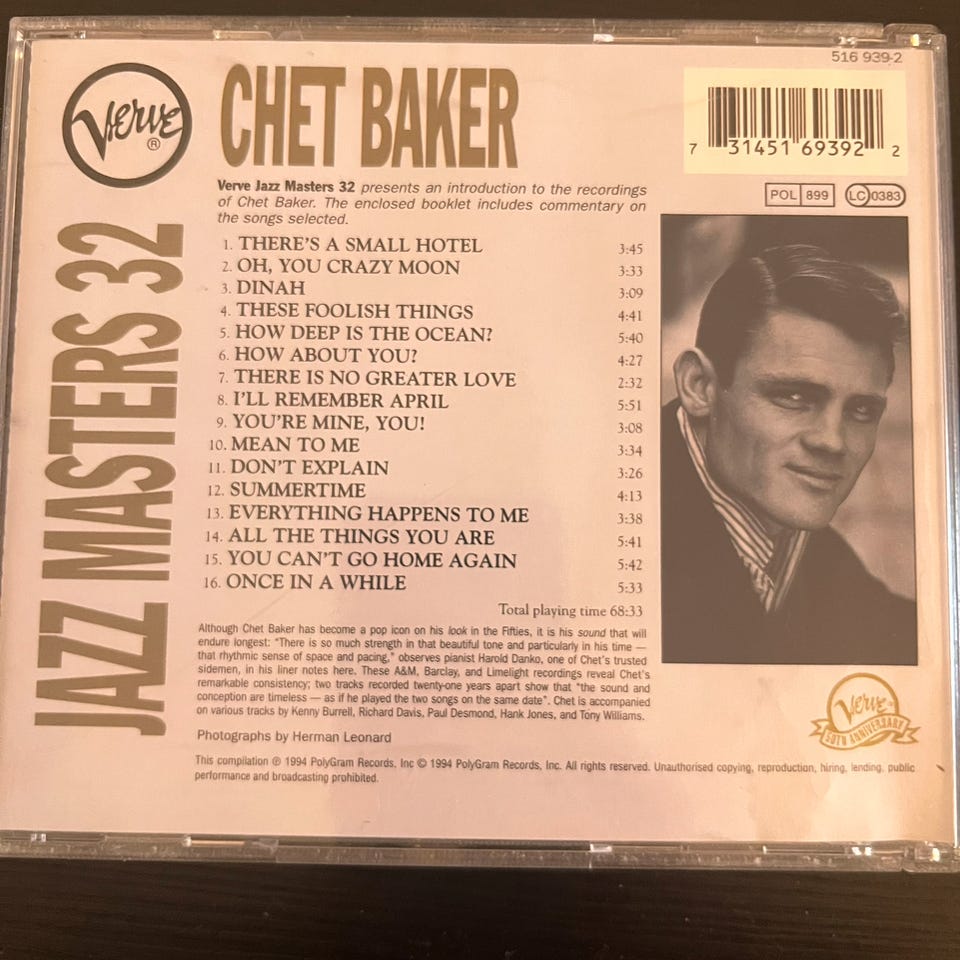 516 939-2
Verve
®
CHET BAKER
7 31451 69392 2
POL 899 LC 0383
JAZZ MASTERS 32
Verve Jazz Masters 32 presents an introduction to the recordings
of Chet Baker. The enclosed booklet includes commentary on
the songs selected.
1. THERE'S A SMALL HOTEL 3:45
2. OH, YOU CRAZY MOON 3:33
3. DINAH 3:09
4. THESE FOOLISH THINGS 4:41
5. HOW DEEP IS THE OCEAN? 5:40
6. HOW ABOUT YOU? 4:27
7. THERE IS NO GREATER LOVE 2:32
8. I'LL REMEMBER APRIL 5:51
9. YOU'RE MINE, YOU! 3:08
10. MEAN TO ME 3:34
11. DON'T EXPLAIN 3:26
12. SUMMERTIME 4:13
13. EVERYTHING HAPPENS TO ME 3:38
14. ALL THE THINGS YOU ARE 5:41
15. YOU CAN'T GO HOME AGAIN 5:42
16. ONCE IN A WHILE 5:33
Total playing time 68:33
Although Chet Baker has become a pop icon on his look in the Fifties, it is his sound that will
endure longest: "There is so much strength in that beautiful tone and particularly in his time —
that rhythmic sense of space and pacing," observes pianist Harold Danko, one of Chet's trusted
sidemen, in his liner notes here. These A&M, Barclay, and Limelight recordings reveal Chet's
remarkable consistency; two tracks recorded twenty-one years apart show that "the sound and
conception are timeless — as if he played the two songs on the same date". Chet is accompanied
on various tracks by Kenny Burrell, Richard Davis, Paul Desmond, Hank Jones, and Tony Williams.
Photographs by Herman Leonard
Verve
50TH ANNIVERSARY
This compilation ℗ 1994 PolyGram Records, Inc © 1994 PolyGram Records, Inc. All rights reserved. Unauthorised copying, reproduction, hiring, lending, public
performance and broadcasting prohibited.